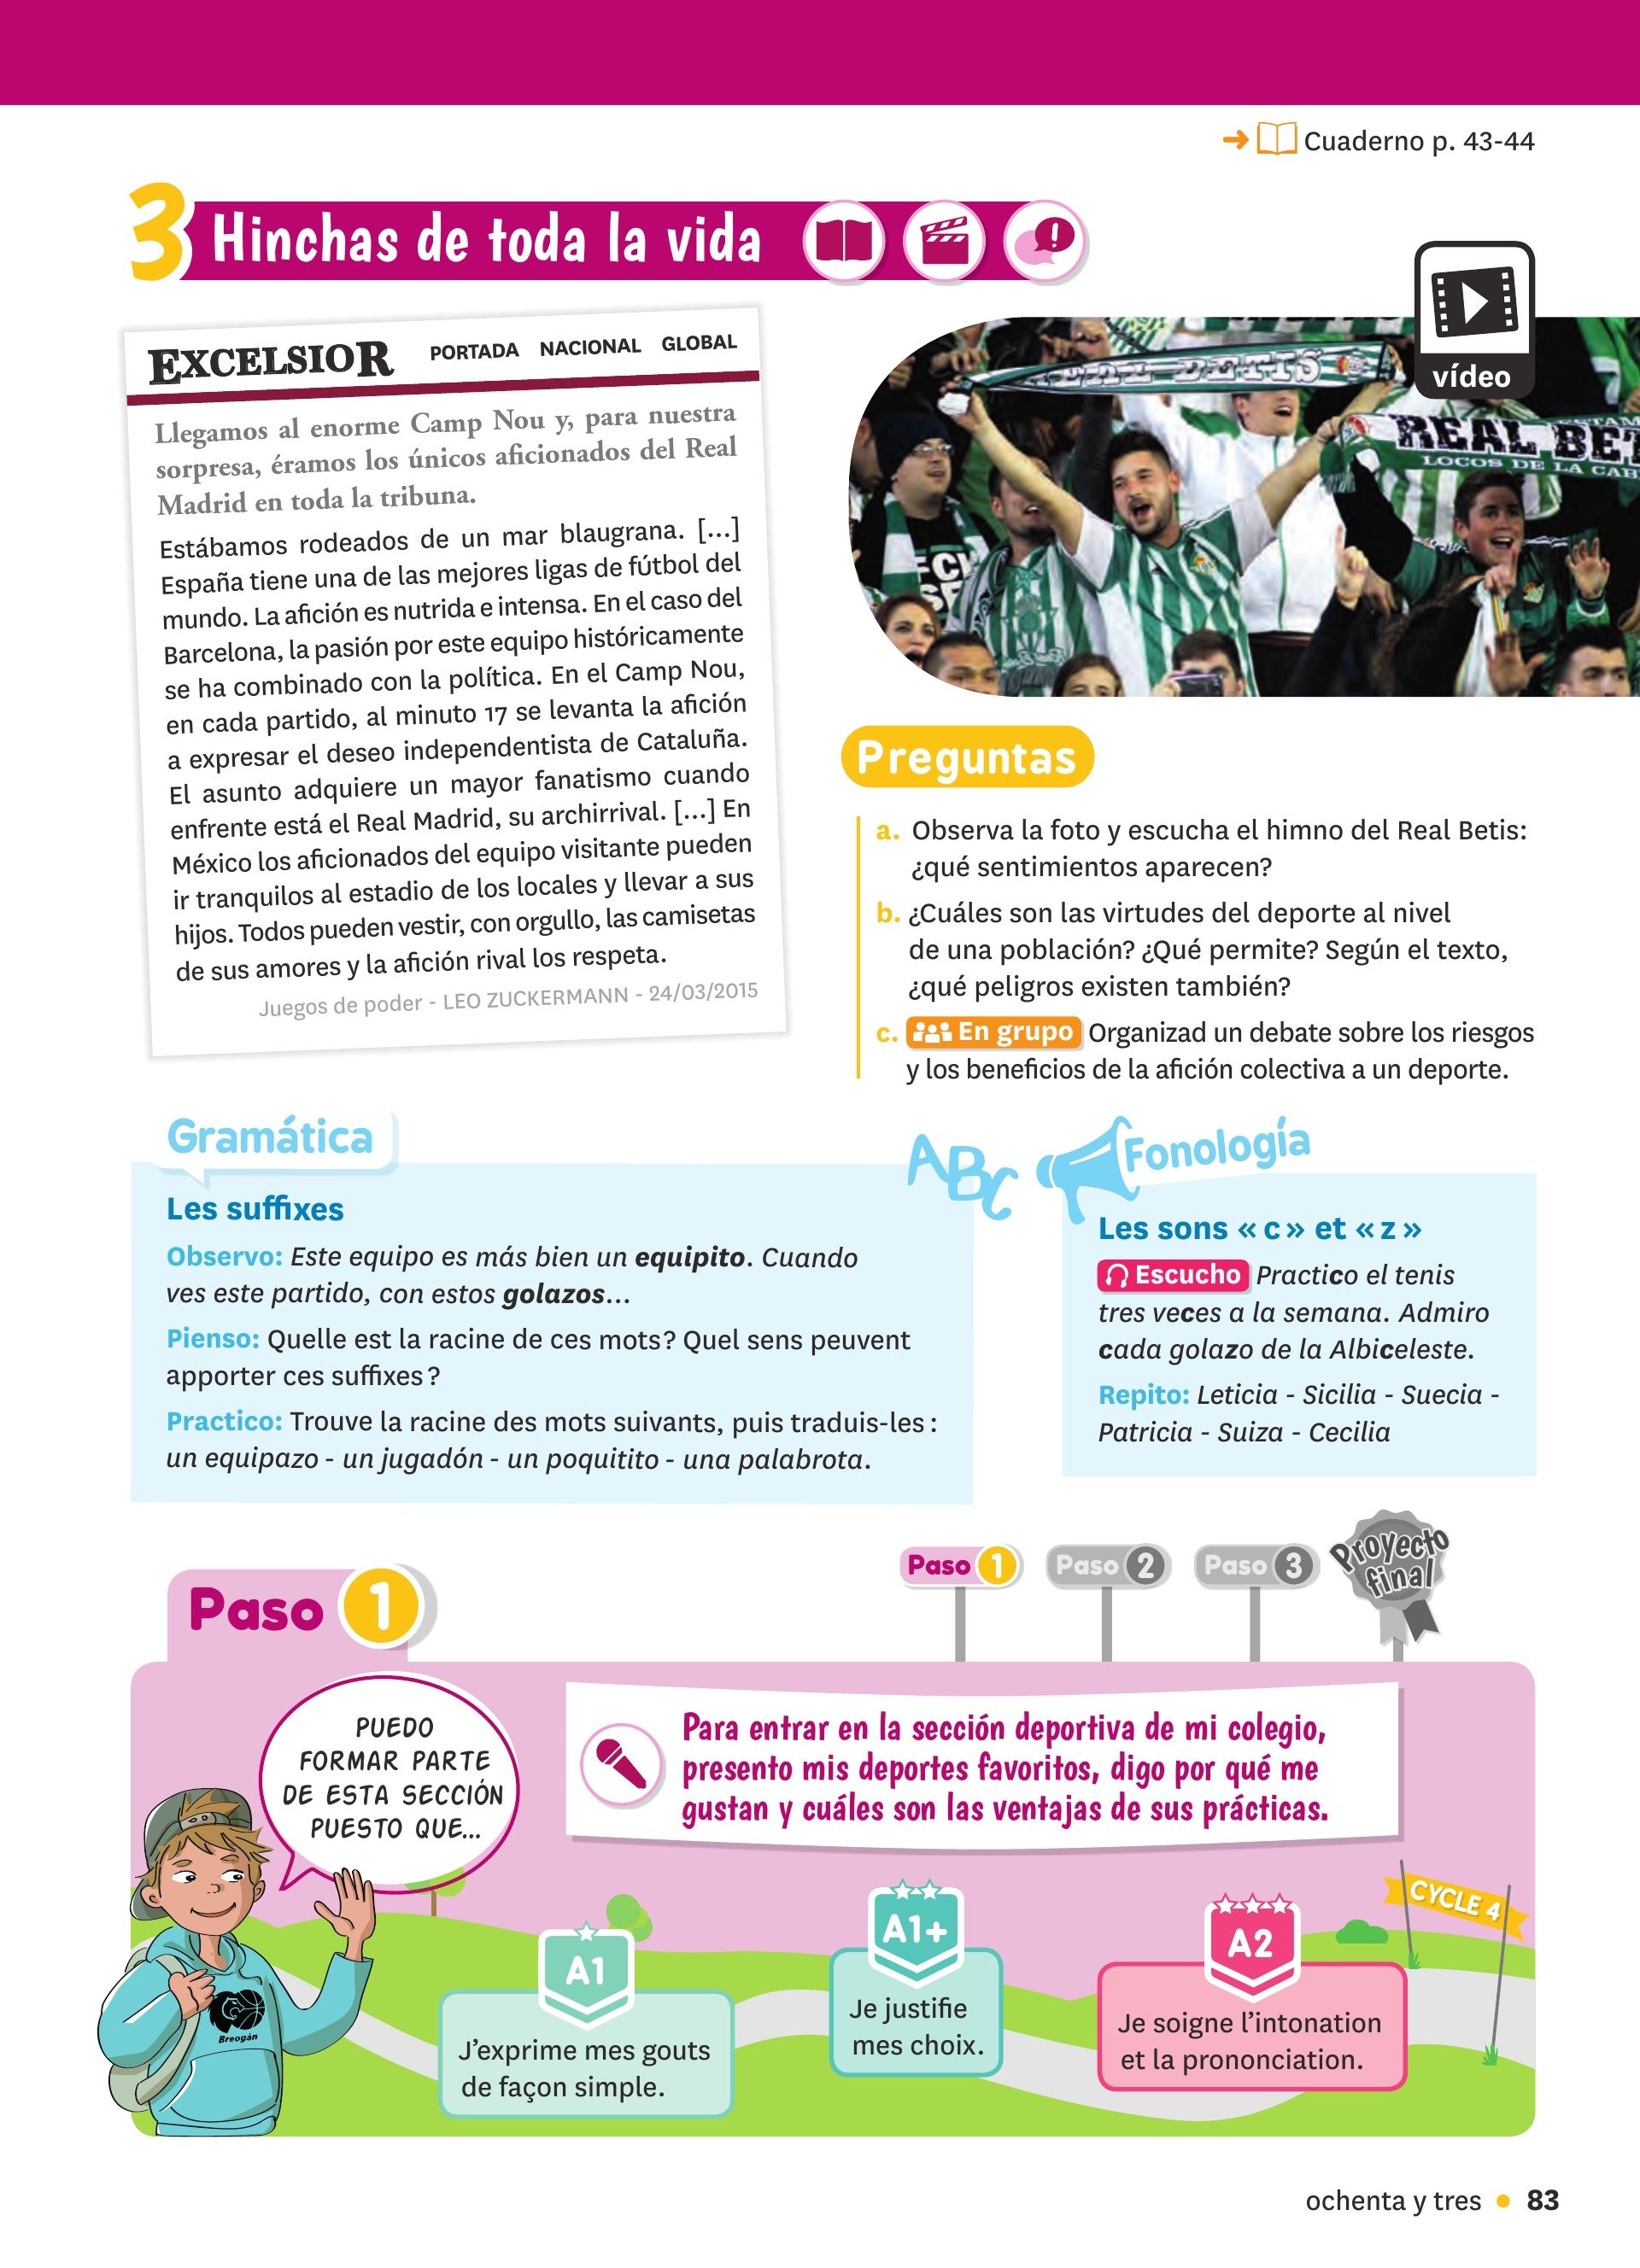 Cuaderno p. 43-44
3 Hinchas de toda la vida
EXCELSIOR PORTADA NACIONAL GLOBAL
Llegamos al enorme Camp Nou y, para nuestra
sorpresa, éramos los únicos aficionados del Real
Madrid en toda la tribuna.
Estábamos rodeados de un mar blaugrana. [...]
España tiene una de las mejores ligas de fútbol del
mundo. La afición es nutrida e intensa. En el caso del
Barcelona, la pasión por este equipo históricamente
se ha combinado con la política. En el Camp Nou,
en cada partido, al minuto 17 se levanta la afición
a expresar el deseo independentista de Cataluña.
El asunto adquiere un mayor fanatismo cuando
enfrente está el Real Madrid, su archirrival. [...] En
México los aficionados del equipo visitante pueden
ir tranquilos al estadio de los locales y llevar a sus
hijos. Todos pueden vestir, con orgullo, las camisetas
de sus amores y la afición rival los respeta.
Juegos de poder - LEO ZUCKERMANN - 24/03/2015
vídeo
REAL BETIS
REAL BET
LOCOS DE LA CAB
Preguntas
a. Observa la foto y escucha el himno del Real Betis:
¿qué sentimientos aparecen?
b. ¿Cuáles son las virtudes del deporte al nivel
de una población? ¿Qué permite? Según el texto,
¿qué peligros existen también?
c. En grupo Organizad un debate sobre los riesgos
y los beneficios de la afición colectiva a un deporte.
Gramática
ABC
Les suffixes
Observo: Este equipo es más bien un equipito. Cuando
ves este partido, con estos golazos...
Pienso: Quelle est la racine de ces mots? Quel sens peuvent
apporter ces suffixes?
Practico: Trouve la racine des mots suivants, puis traduis-les :
un equipazo - un jugadón - un poquitito - una palabrota.
Fonología
Les sons « c » et « z »
Escucho Practico el tenis
tres veces a la semana. Admiro
cada golazo de la Albiceleste.
Repito: Leticia - Sicilia - Suecia -
Patricia - Suiza - Cecilia
Paso 1
Paso 1 Paso 2 Paso 3 Proyecto final
PUEDO
FORMAR PARTE
DE ESTA SECCIÓN
PUESTO QUE...
Para entrar en la sección deportiva de mi colegio,
presento mis deportes favoritos, digo por qué me
gustan y cuáles son las ventajas de sus prácticas.
Breogán
A1
J'exprime mes gouts
de façon simple.
A1+
Je justifie
mes choix.
A2
Je soigne l'intonation
et la prononciation.
CYCLE 4
ochenta y tres • 83